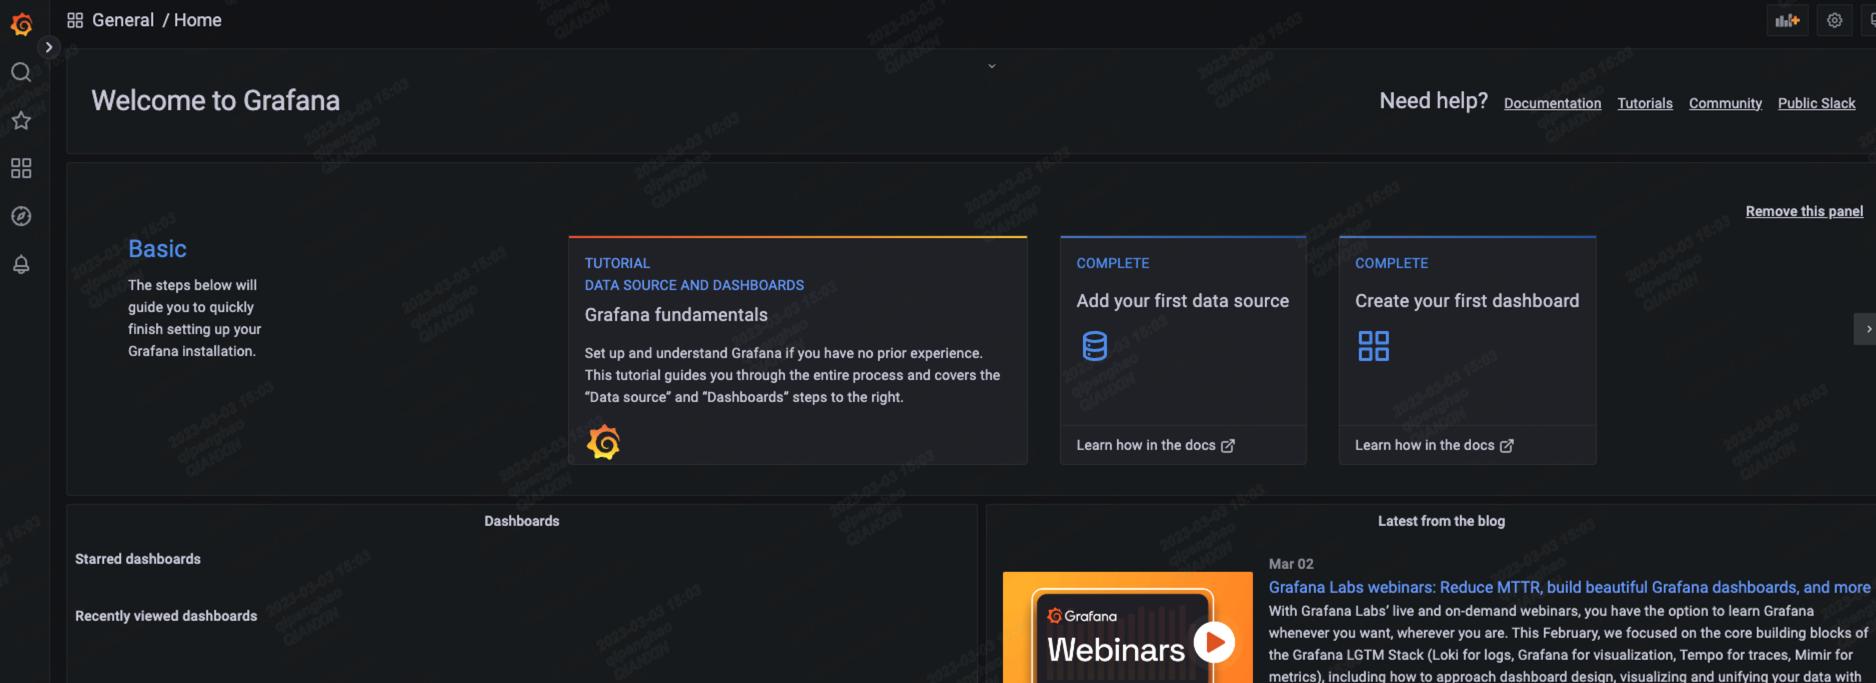 General / Home
Welcome to Grafana
Need help? Documentation Tutorials Community Public Slack
Remove this panel
Basic
The steps below will
guide you to quickly
finish setting up your
Grafana installation.
TUTORIAL
DATA SOURCE AND DASHBOARDS
Grafana fundamentals
Set up and understand Grafana if you have no prior experience.
This tutorial guides you through the entire process and covers the
“Data source” and “Dashboards” steps to the right.
COMPLETE
Add your first data source
Learn how in the docs
COMPLETE
Create your first dashboard
Learn how in the docs
Dashboards
Starred dashboards
Recently viewed dashboards
Latest from the blog
Grafana
Webinars
Mar 02
Grafana Labs webinars: Reduce MTTR, build beautiful Grafana dashboards, and more
With Grafana Labs’ live and on-demand webinars, you have the option to learn Grafana
whenever you want, wherever you are. This February, we focused on the core building blocks of
the Grafana LGTM Stack (Loki for logs, Grafana for visualization, Tempo for traces, Mimir for
metrics), including how to approach dashboard design, visualizing and unifying your data with
2023-03-03 15:03
qipenghao
QIANXIN